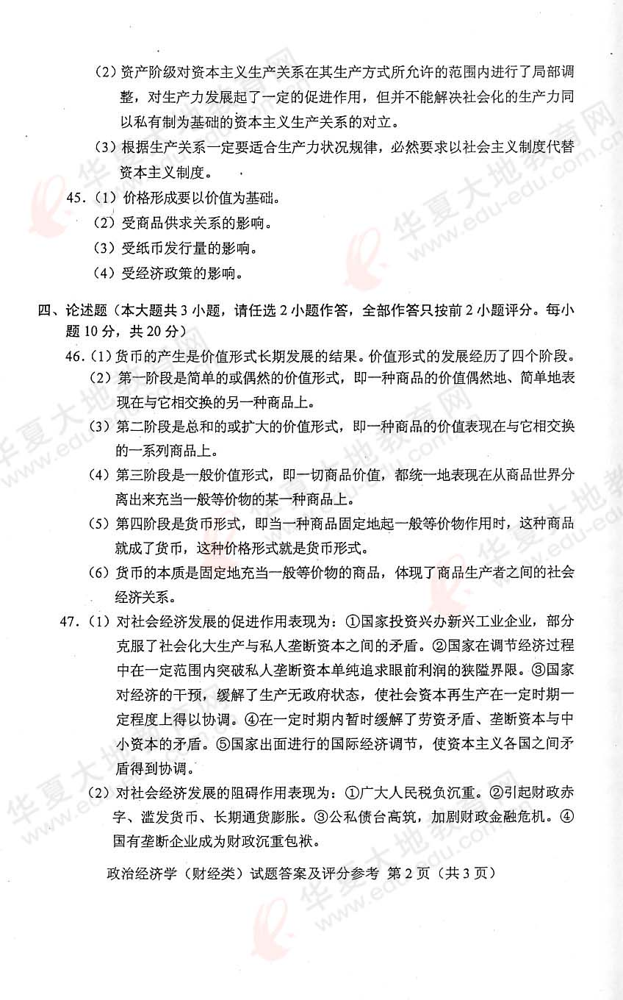 (2)资产阶级对资本主义生产关系在其生产方式所允许的范围内进行了局部调
整，对生产力发展起了一定的促进作用，但并不能解决社会化的生产力同
以私有制为基础的资本主义生产关系的对立。
(3)根据生产关系一定要适合生产力状况规律，必然要求以社会主义制度代替
资本主义制度。
45.(1)价格形成要以价值为基础。
(2)受商品供求关系的影响。
(3)受纸币发行量的影响。
(4)受经济政策的影响。
四、论述题（本大题共3小题，请任选2小题作答，全部作答只按前2小题评分。每小
题10分，共20分）
46.(1)货币的产生是价值形式长期发展的结果。价值形式的发展经历了四个阶段。
(2)第一阶段是简单的或偶然的价值形式，即一种商品的价值偶然地、简单地表
现在与它相交换的另一种商品上。
(3)第二阶段是总和的或扩大的价值形式，即一种商品的价值表现在与它相交换
的一系列商品上。
(4)第三阶段是一般价值形式，即一切商品价值，都统一地表现在从商品世界分
离出来充当一般等价物的某一种商品上。
(5)第四阶段是货币形式，即当一种商品固定地起一般等价物作用时，这种商品
就成了货币，这种价格形式就是货币形式。
(6)货币的本质是固定地充当一般等价物的商品，体现了商品生产者之间的社会
经济关系。
47.(1)对社会经济发展的促进作用表现为：①国家投资兴办新兴工业企业，部分
克服了社会化大生产与私人垄断资本之间的矛盾。②国家在调节经济过程
中在一定范围内突破私人垄断资本单纯追求眼前利润的狭隘界限。③国家
对经济的干预，缓解了生产无政府状态，使社会资本再生产在一定时期一
定程度上得以协调。④在一定时期内暂时缓解了劳资矛盾、垄断资本与中
小资本的矛盾。⑤国家出面进行的国际经济调节，使资本主义各国之间矛
盾得到协调。
(2)对社会经济发展的阻碍作用表现为：①广大人民税负沉重。②引起财政赤
字、滥发货币、长期通货膨胀。③公私债台高筑，加剧财政金融危机。④
国有垄断企业成为财政沉重包袱。
政治经济学（财经类）试题答案及评分参考 第2页（共3页）
华夏大地教育网
www.edu-edu.com.cn